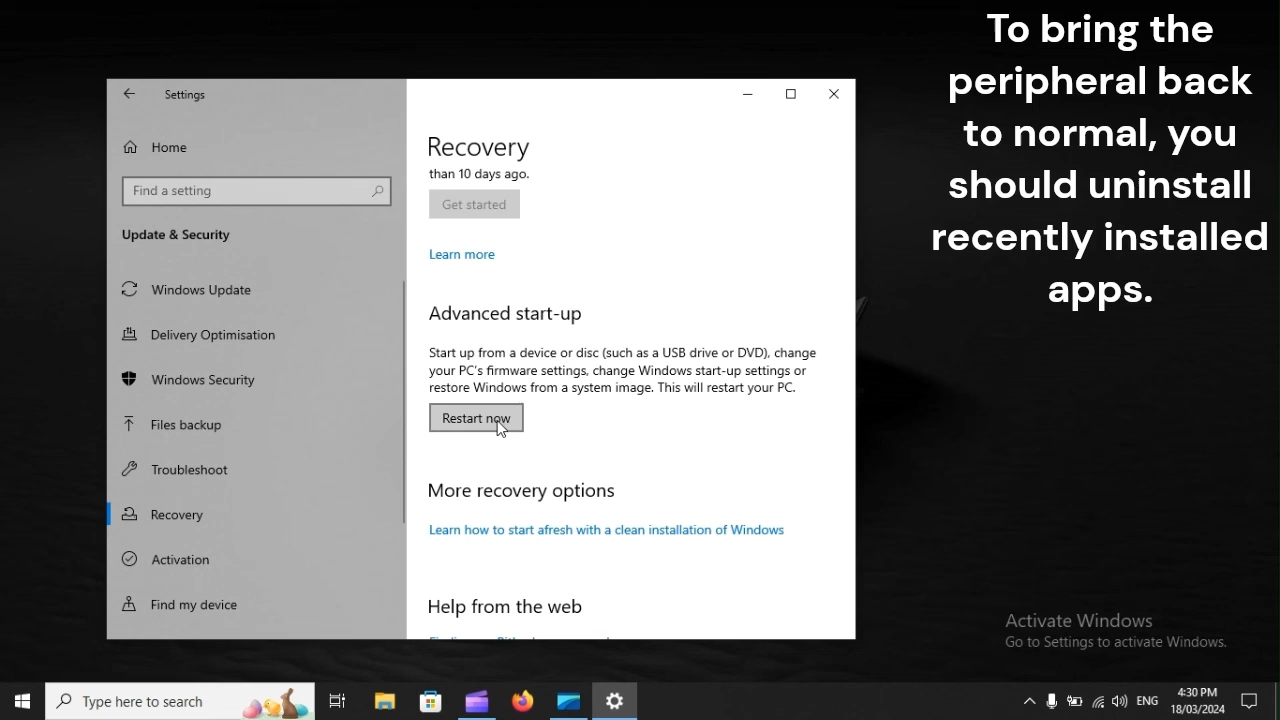 To bring the
peripheral back
to normal, you
should uninstall
recently installed
apps.
Settings
Home
Find a setting
Update & Security
Windows Update
Delivery Optimisation
Windows Security
Files backup
Troubleshoot
Recovery
Activation
Find my device
Recovery
than 10 days ago.
Get started
Learn more
Advanced start-up
Start up from a device or disc (such as a USB drive or DVD), change
your PC's firmware settings, change Windows start-up settings or
restore Windows from a system image. This will restart your PC.
Restart now
More recovery options
Learn how to start afresh with a clean installation of Windows
Help from the web
Activate Windows
Go to Settings to activate Windows.
Type here to search
ENG
4:30 PM
18/03/2024